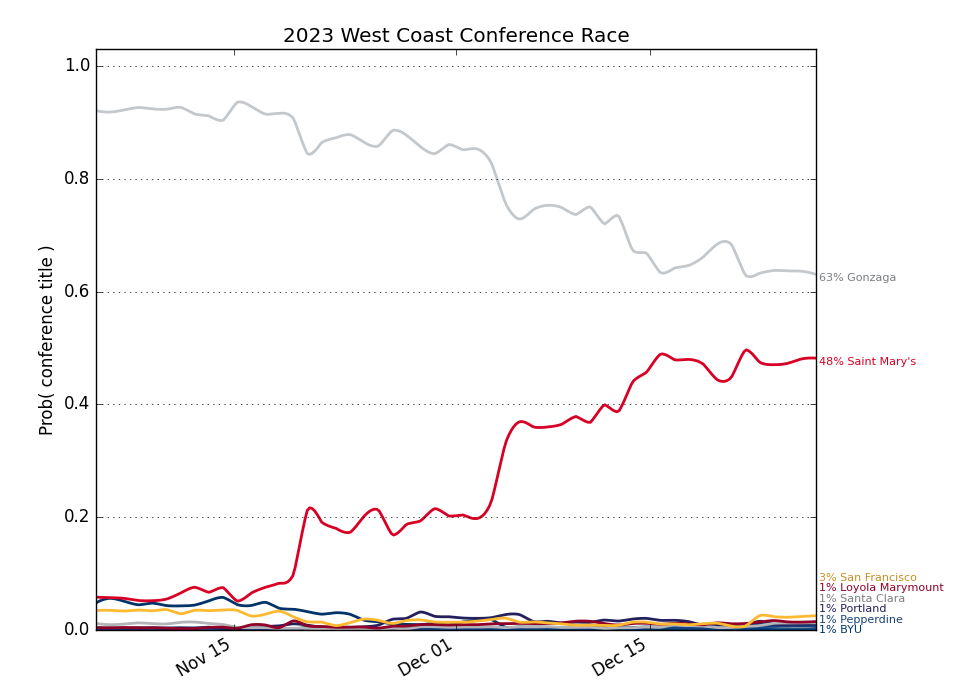 2023 West Coast Conference Race
1.0
0.8
0.6
0.4
0.2
0.0
Prob( conference title )
Nov 15
Dec 01
Dec 15
63% Gonzaga
48% Saint Mary's
3% San Francisco
1% Loyola Marymount
1% Santa Clara
1% Portland
1% Pepperdine
1% BYU